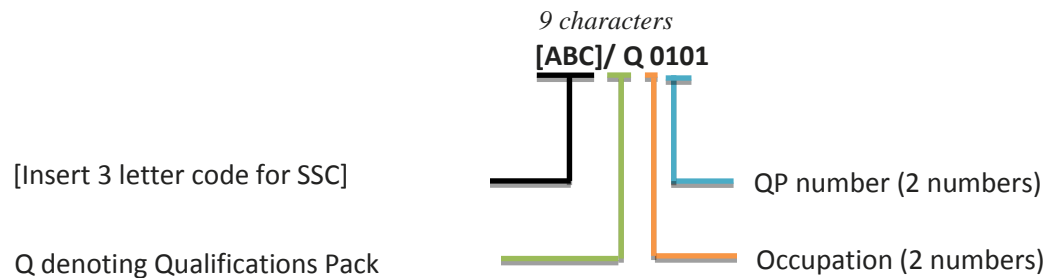 9 characters
[ABC]/ Q 0101
[Insert 3 letter code for SSC]
QP number (2 numbers)
Q denoting Qualifications Pack
Occupation (2 numbers)